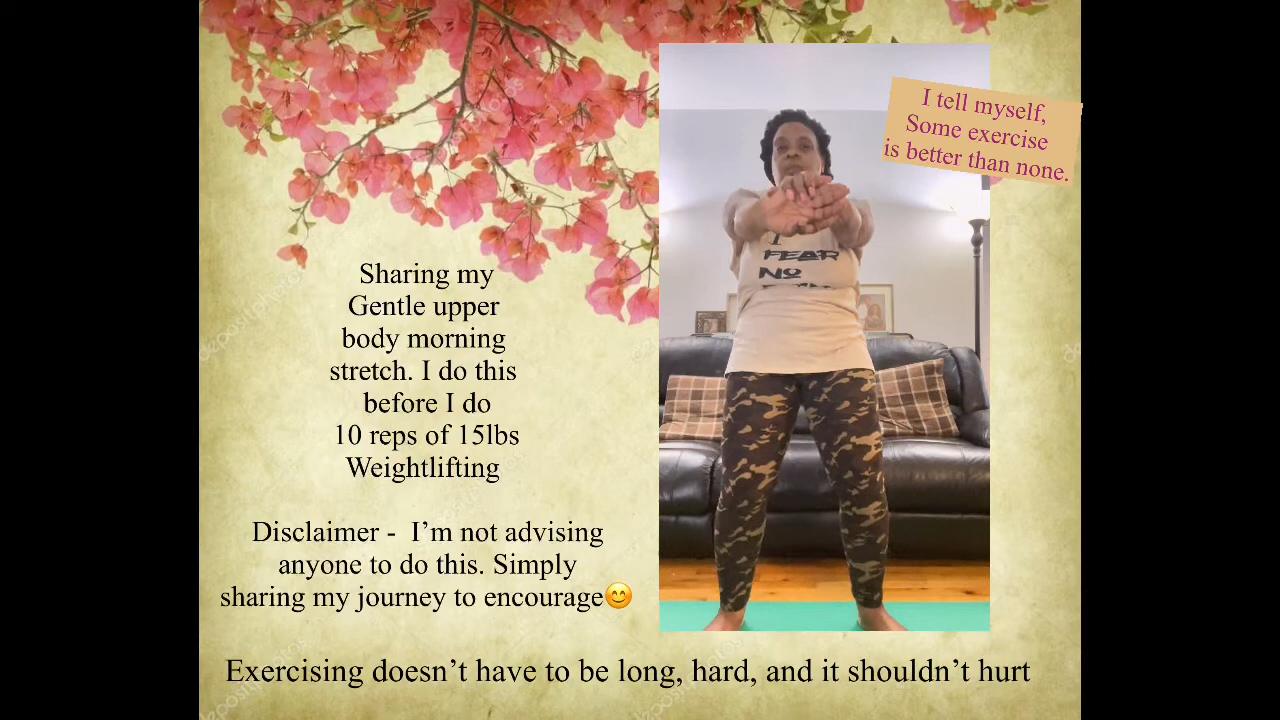 I tell myself,
Some exercise
is better than none.
I
FEAR
NO
Sharing my
Gentle upper
body morning
stretch. I do this
before I do
10 reps of 15lbs
Weightlifting
Disclaimer -  I’m not advising
anyone to do this. Simply
sharing my journey to encourage😊
Exercising doesn’t have to be long, hard, and it shouldn’t hurt
depositphotos